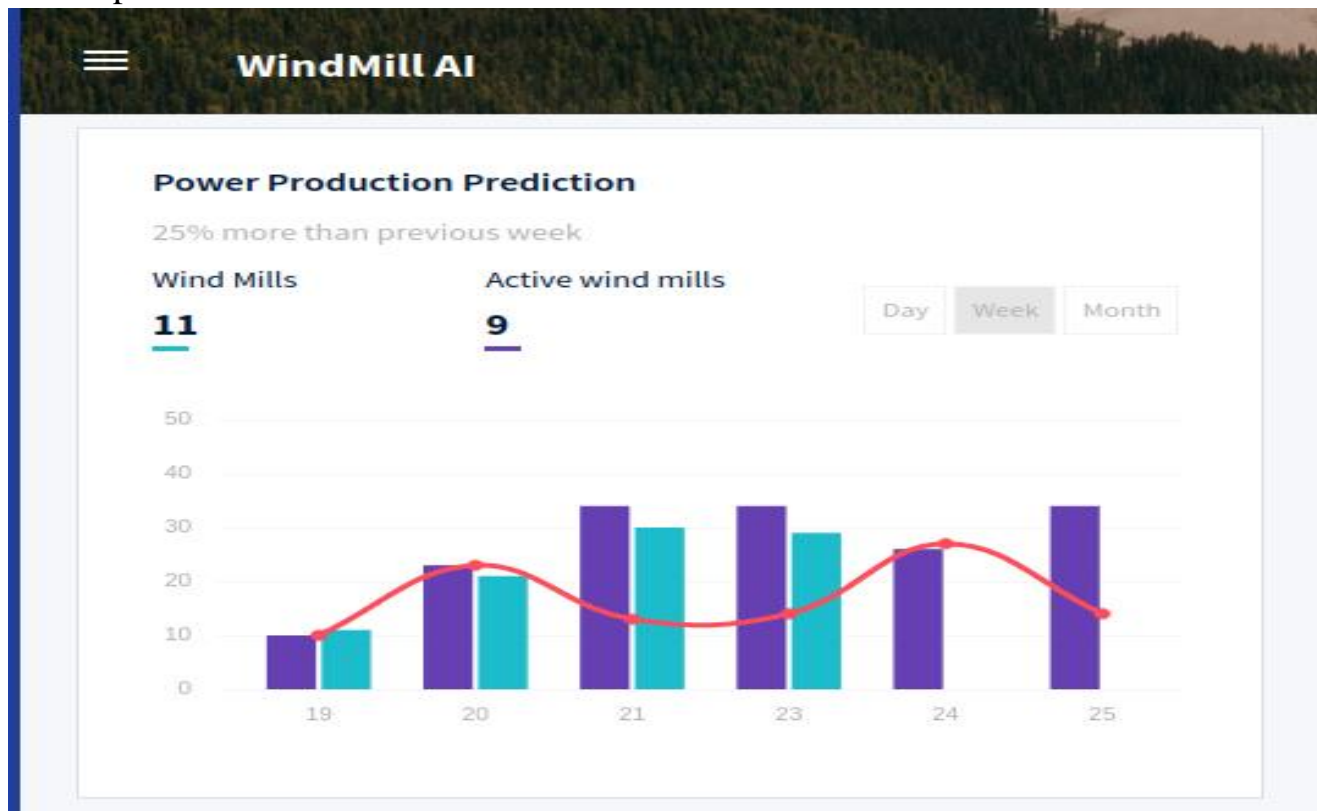 WindMill AI
Power Production Prediction
25% more than previous week
Wind Mills Active wind mills
11 9
Day Week Month
50
40
30
20
10
0
19 20 21 23 24 25